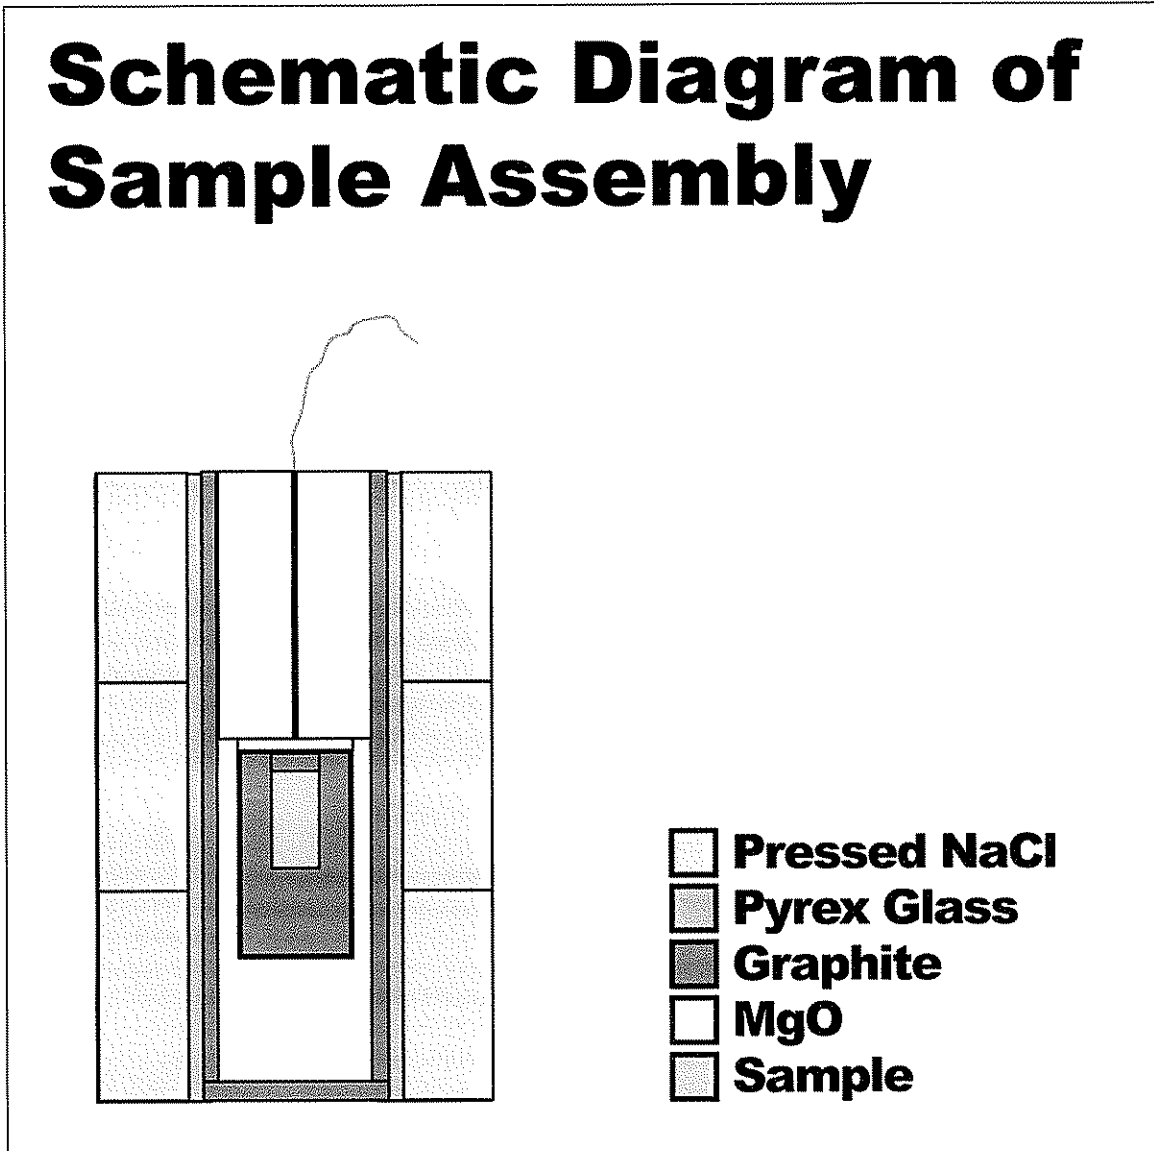 Schematic Diagram of
Sample Assembly
Pressed NaCl
Pyrex Glass
Graphite
MgO
Sample